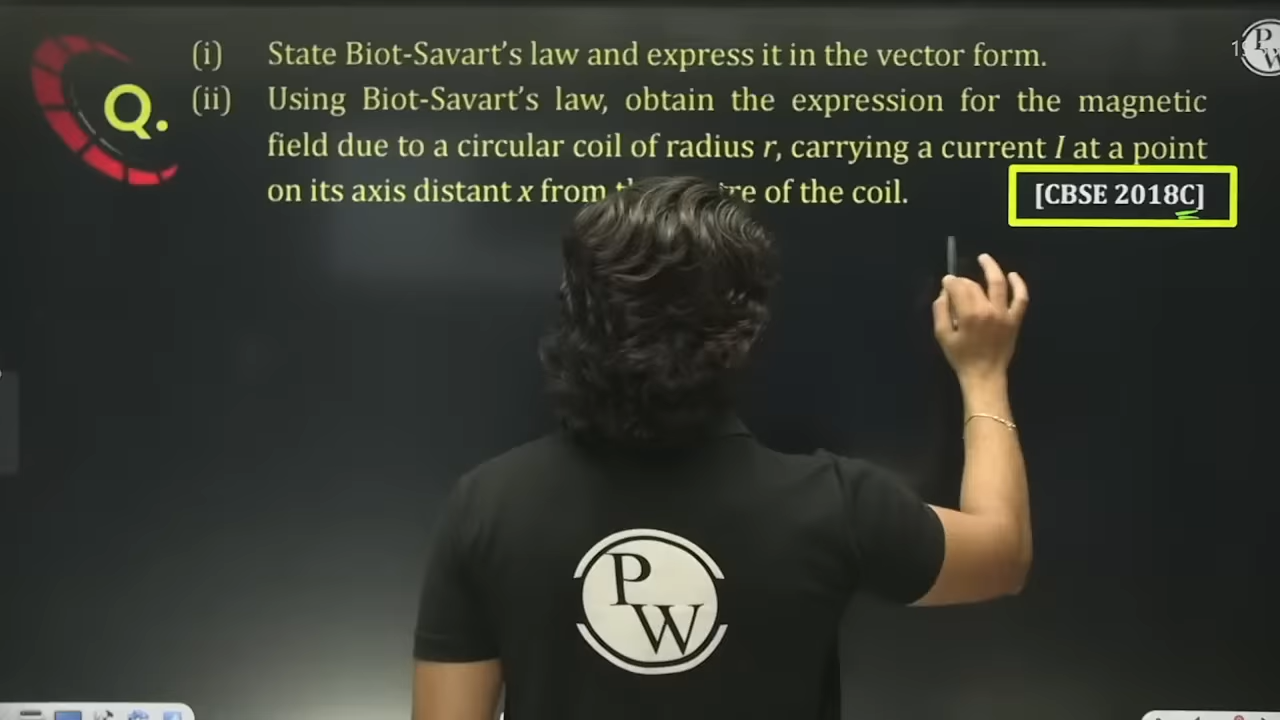 (i) State Biot-Savart's law and express it in the vector form.
Q.
(ii) Using Biot-Savart's law, obtain the expression for the magnetic
field due to a circular coil of radius r, carrying a current I at a point
on its axis distant x from of the coil.
[CBSE 2018C]
PW
PW